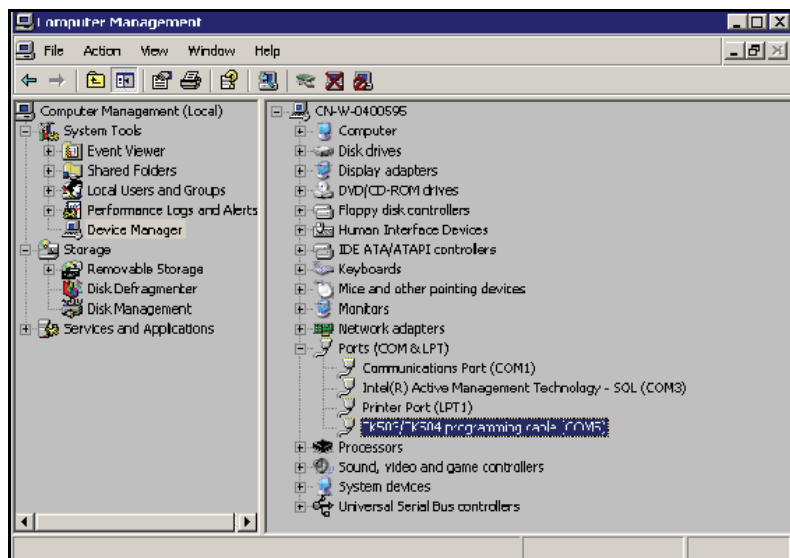 Computer Management
File Action View Window Help
Computer Management (Local)
System Tools
Event Viewer
Shared Folders
Local Users and Groups
Performance Logs and Alerts
Device Manager
Storage
Removable Storage
Disk Defragmenter
Disk Management
Services and Applications
CN-W-0400595
Computer
Disk drives
Display adapters
DVD/CD-ROM drives
Floppy disk controllers
Human Interface Devices
IDE ATA/ATAPI controllers
Keyboards
Mice and other pointing devices
Monitors
Network adapters
Ports (COM & LPT)
Communications Port (COM1)
Intel(R) Active Management Technology - SOL (COM3)
Printer Port (LPT1)
TK503/TK504 programming cable (COM5)
Processors
Sound, video and game controllers
System devices
Universal Serial Bus controllers